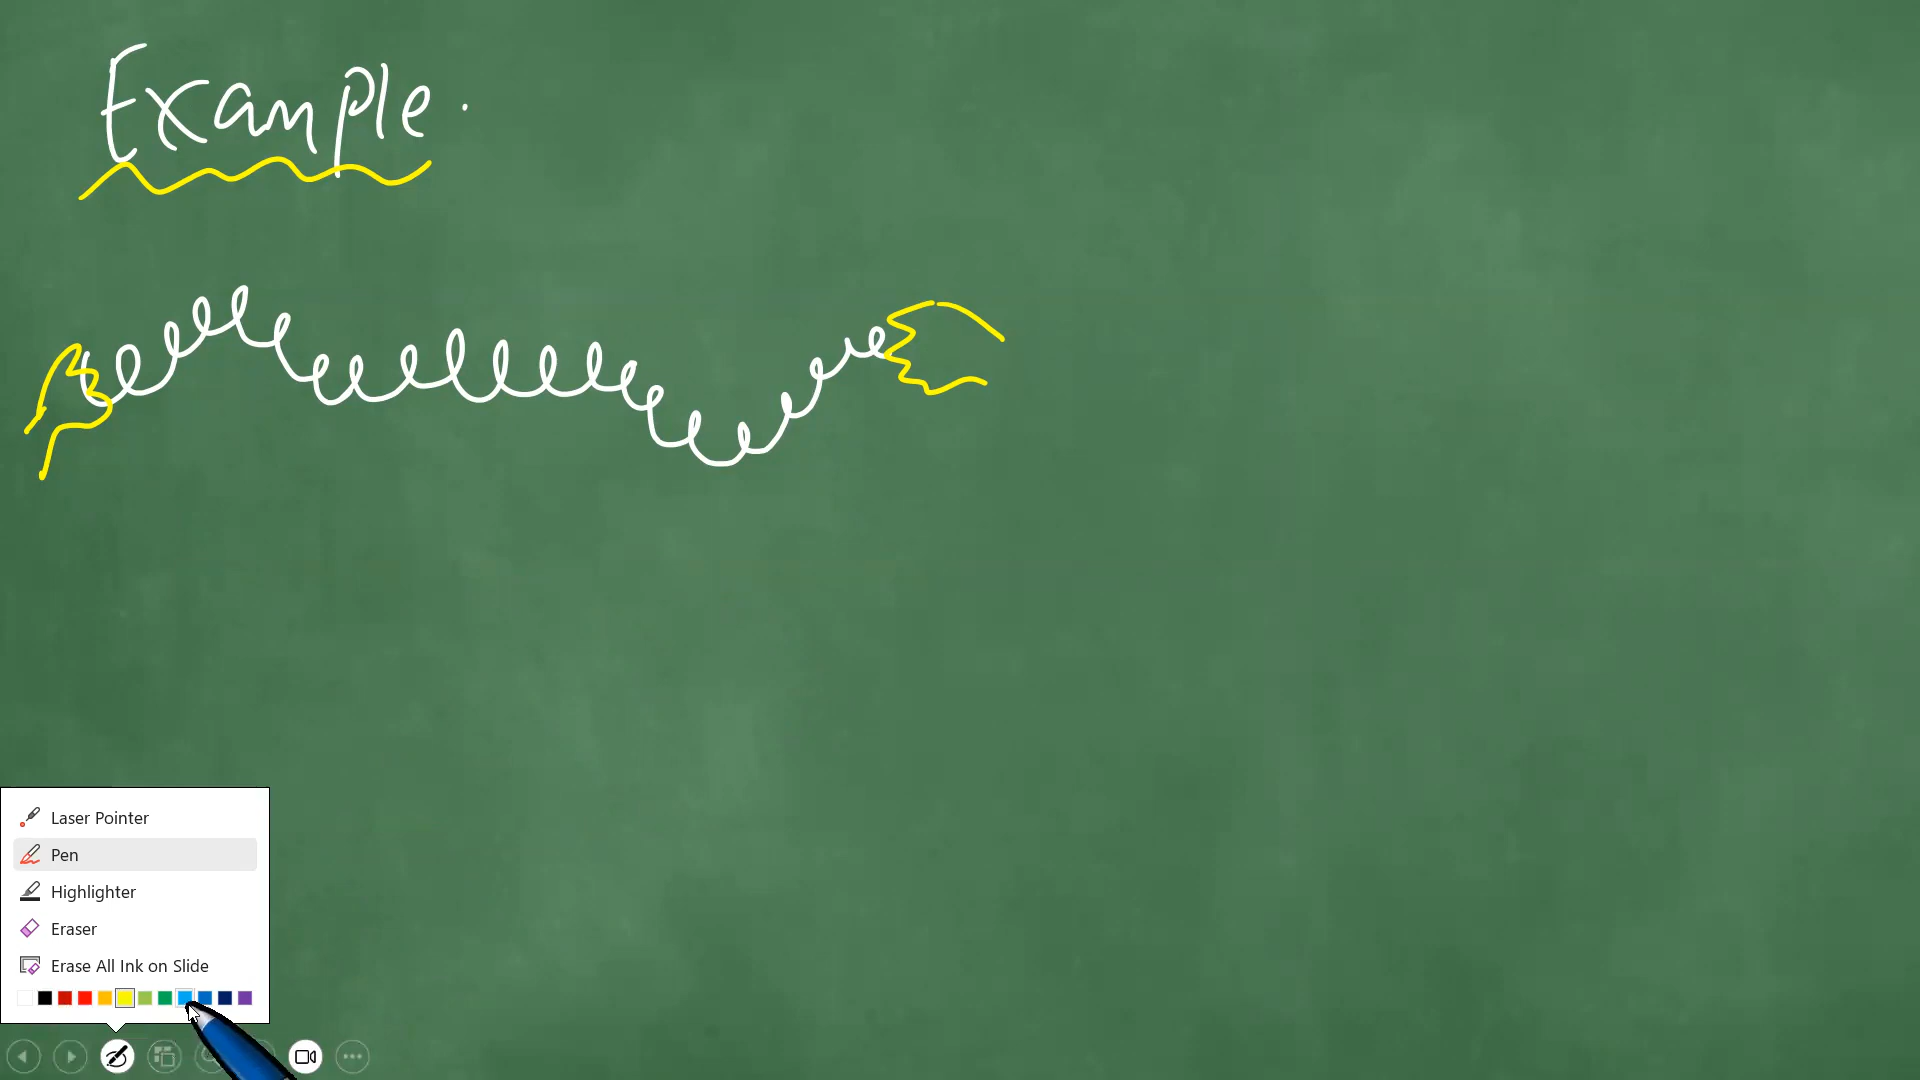 Example.
Laser Pointer
Pen
Highlighter
Eraser
Erase All Ink on Slide